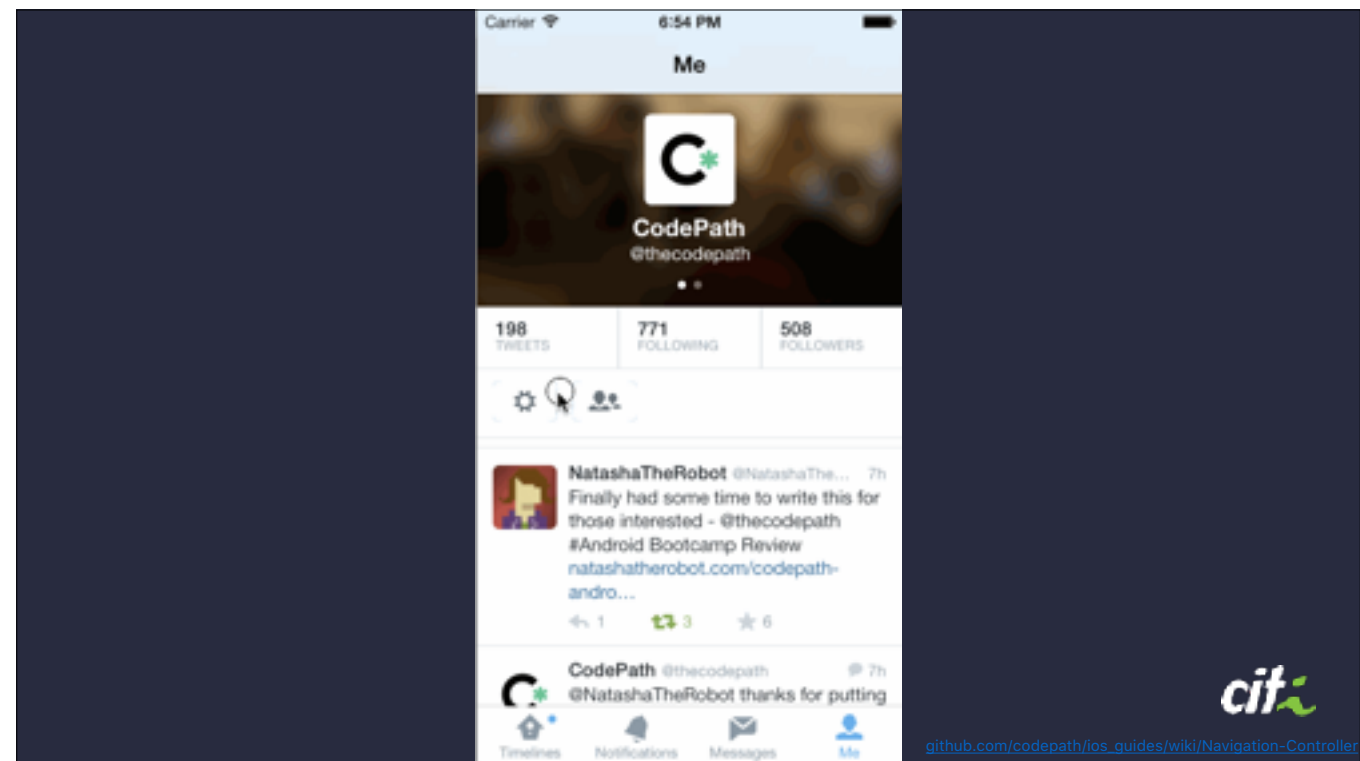 Carrier 6:54 PM
Me
C*
CodePath
@thecodepath
198 771 508
TWEETS FOLLOWING FOLLOWERS
NatashaTheRobot @NatashaThe... 7h
Finally had some time to write this for
those interested - @thecodepath
#Android Bootcamp Review
natashatherobot.com/codepath-
andro...
1 3 6
CodePath @thecodepath 7h
C*
@NatashaTheRobot thanks for putting
Timelines Notifications Messages Me
citi
github.com/codepath/ios_guides/wiki/Navigation-Controller